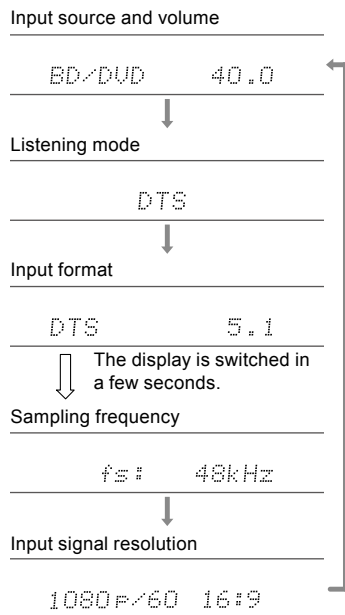 Input source and volume
BD/DVD 40.0
Listening mode
DTS
Input format
DTS 5.1
The display is switched in
a few seconds.
Sampling frequency
fs: 48kHz
Input signal resolution
1080p/60 16:9